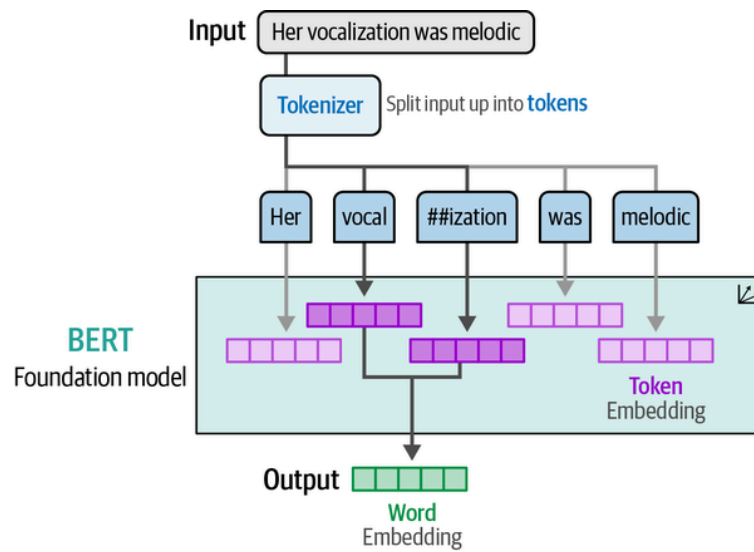 Input
Her vocalization was melodic
Tokenizer
Split input up into tokens
Her
vocal
##ization
was
melodic
BERT
Foundation model
Token
Embedding
Output
Word
Embedding